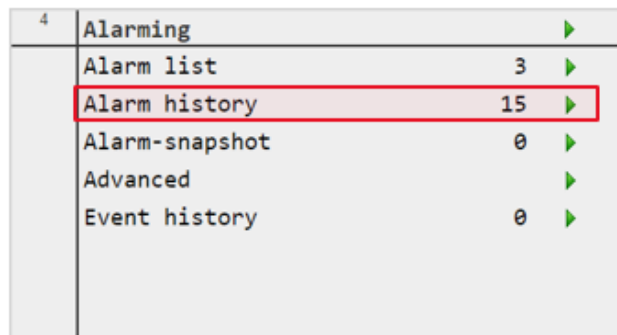 4 Alarming
Alarm list 3
Alarm history 15
Alarm-snapshot 0
Advanced
Event history 0